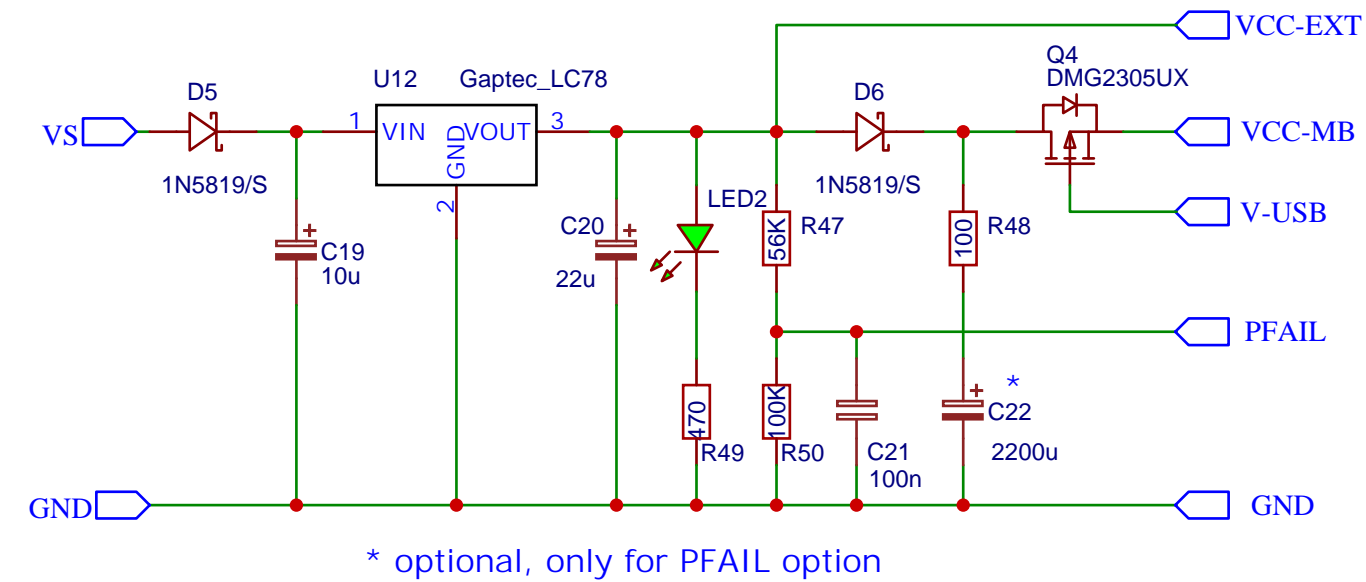 VCC-EXT
Q4
DMG2305UX
U12 Gaptec_LC78
D5
D6
VS
1
VIN
GND
VOUT
3
2
VCC-MB
1N5819/S
1N5819/S
LED2
V-USB
C20
22u
+
R47
56K
R48
100
+
C19
10u
PFAIL
*
+
C22
2200u
470
R49
100K
R50
C21
100n
GND
GND
* optional, only for PFAIL option